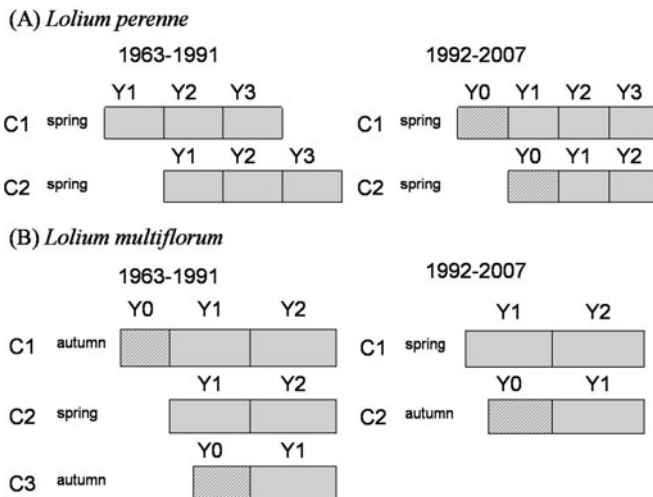 (A) Lolium perenne
1963-1991 1992-2007
Y1 Y2 Y3 Y0 Y1 Y2 Y3
C1 spring C1 spring
Y1 Y2 Y3 Y0 Y1 Y2
C2 spring C2 spring
(B) Lolium multiflorum
1963-1991 1992-2007
Y0 Y1 Y2 Y1 Y2
C1 autumn C1 spring
Y1 Y2 Y0 Y1
C2 spring C2 autumn
Y0 Y1
C3 autumn